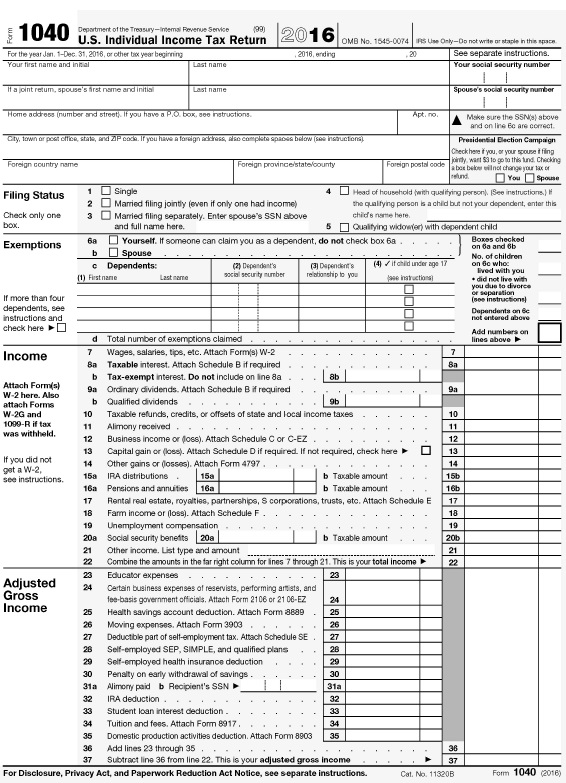 Form 1040 Department of the Treasury—Internal Revenue Service (99) U.S. Individual Income Tax Return 2016 OMB No. 1545-0074 IRS Use Only—Do not write or staple in this space.
For the year Jan. 1–Dec. 31, 2016, or other tax year beginning , 2016, ending , 20 See separate instructions.
Your first name and initial Last name Your social security number
If a joint return, spouse's first name and initial Last name Spouse's social security number
Home address (number and street). If you have a P.O. box, see instructions. Apt. no.
▲ Make sure the SSN(s) above and on line 6c are correct.
City, town or post office, state, and ZIP code. If you have a foreign address, also complete spaces below (see instructions).
Foreign country name Foreign province/state/county Foreign postal code
Presidential Election Campaign
Check here if you, or your spouse if filing
jointly, want $3 to go to this fund. Checking
a box below will not change your tax or
refund. You Spouse
Filing Status
Check only one
box.
1 Single
2 Married filing jointly (even if only one had income)
3 Married filing separately. Enter spouse's SSN above
and full name here.
4 Head of household (with qualifying person). (See instructions.) If
the qualifying person is a child but not your dependent, enter this
child's name here.
5 Qualifying widow(er) with dependent child
Exemptions
6a Yourself. If someone can claim you as a dependent, do not check box 6a
b Spouse
c Dependents:
(1) First name Last name
(2) Dependent's
social security number
(3) Dependent's
relationship to you
(4) ✓ if child under age 17
(see instructions)
If more than four
dependents, see
instructions and
check here ►
d Total number of exemptions claimed
Boxes checked
on 6a and 6b
No. of children
on 6c who:
lived with you
• did not live with
you due to divorce
or separation
(see instructions)
Dependents on 6c
not entered above
Add numbers on
lines above ►
Income
Attach Form(s)
W-2 here. Also
attach Forms
W-2G and
1099-R if tax
was withheld.
If you did not
get a W-2,
see instructions.
7 Wages, salaries, tips, etc. Attach Form(s) W-2 7
8a Taxable interest. Attach Schedule B if required 8a
b Tax-exempt interest. Do not include on line 8a 8b
9a Ordinary dividends. Attach Schedule B if required 9a
b Qualified dividends 9b
10 Taxable refunds, credits, or offsets of state and local income taxes 10
11 Alimony received 11
12 Business income or (loss). Attach Schedule C or C-EZ 12
13 Capital gain or (loss). Attach Schedule D if required. If not required, check here ► 13
14 Other gains or (losses). Attach Form 4797 14
15a IRA distributions 15a b Taxable amount 15b
16a Pensions and annuities 16a b Taxable amount 16b
17 Rental real estate, royalties, partnerships, S corporations, trusts, etc. Attach Schedule E 17
18 Farm income or (loss). Attach Schedule F 18
19 Unemployment compensation 19
20a Social security benefits 20a b Taxable amount 20b
21 Other income. List type and amount 21
22 Combine the amounts in the far right column for lines 7 through 21. This is your total income ► 22
Adjusted
Gross
Income
23 Educator expenses 23
24 Certain business expenses of reservists, performing artists, and
fee-basis government officials. Attach Form 2106 or 2106-EZ 24
25 Health savings account deduction. Attach Form 8889 25
26 Moving expenses. Attach Form 3903 26
27 Deductible part of self-employment tax. Attach Schedule SE 27
28 Self-employed SEP, SIMPLE, and qualified plans 28
29 Self-employed health insurance deduction 29
30 Penalty on early withdrawal of savings 30
31a Alimony paid b Recipient's SSN ► 31a
32 IRA deduction 32
33 Student loan interest deduction 33
34 Tuition and fees. Attach Form 8917 34
35 Domestic production activities deduction. Attach Form 8903 35
36 Add lines 23 through 35 36
37 Subtract line 36 from line 22. This is your adjusted gross income ► 37
For Disclosure, Privacy Act, and Paperwork Reduction Act Notice, see separate instructions. Cat. No. 11320B Form 1040 (2016)